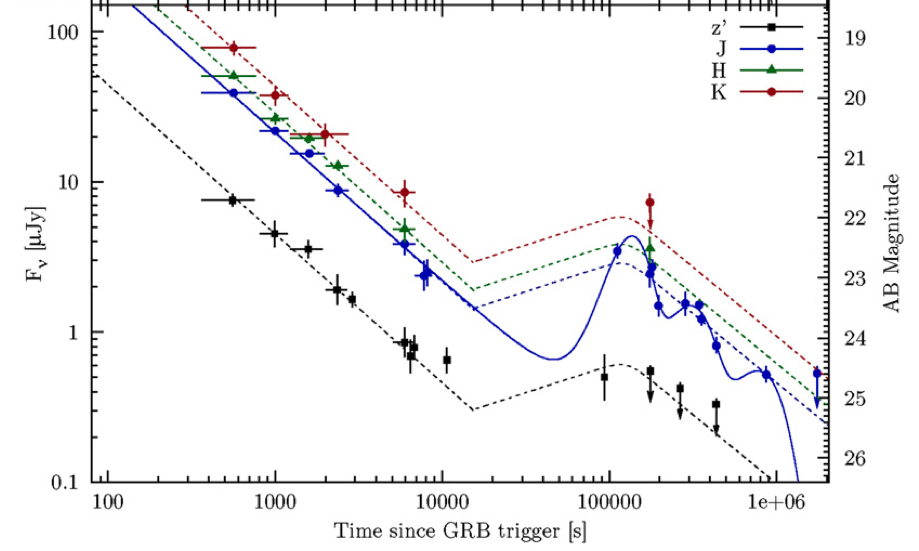 z'
J
H
K
100
10
1
0.1
F_ν [µJy]
19
20
21
22
23
24
25
26
AB Magnitude
100
1000
10000
100000
1e+06
Time since GRB trigger [s]